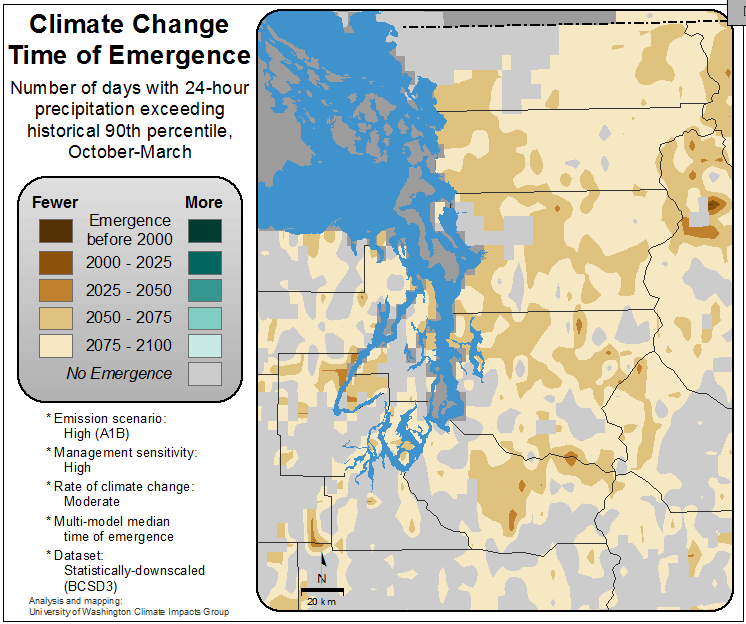 Climate Change
Time of Emergence
Number of days with 24-hour
precipitation exceeding
historical 90th percentile,
October-March
Fewer
More
Emergence
before 2000
2000 - 2025
2025 - 2050
2050 - 2075
2075 - 2100
No Emergence
* Emission scenario:
High (A1B)
* Management sensitivity:
High
* Rate of climate change:
Moderate
* Multi-model median
time of emergence
* Dataset:
Statistically-downscaled
(BCSD3)
Analysis and mapping:
University of Washington Climate Impacts Group
N
20 km